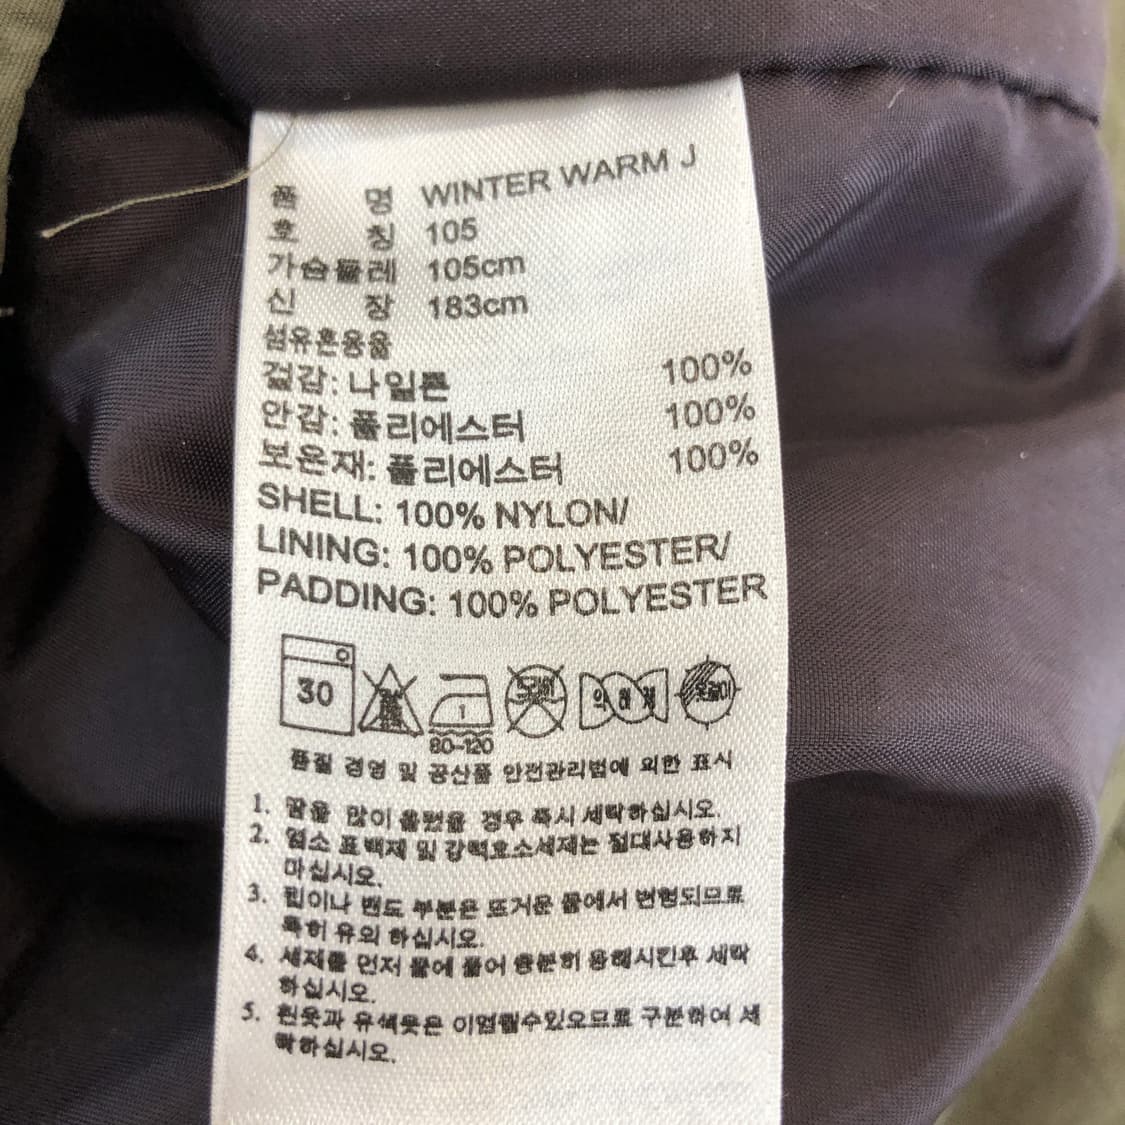 품 명 WINTER WARM J
호 칭 105
가슴둘레 105cm
신 장 183cm
섬유혼용율
겉감: 나일론 100%
안감: 폴리에스터 100%
보온재: 폴리에스터 100%
SHELL: 100% NYLON/
LINING: 100% POLYESTER/
PADDING: 100% POLYESTER
30
80-120
드라이
옷걸이
품질 경영 및 공산품 안전관리법에 의한 표시
1. 땀을 많이 흘렸을 경우 즉시 세탁하십시오.
2. 염소 표백제 및 강력효소세제는 절대사용하지
마십시오.
3. 립이나 밴드 부분은 뜨거운 물에서 변형되므로
특히 유의 하십시오.
4. 세제를 먼저 물에 풀어 충분히 용해시킨후 세탁
하십시오.
5. 흰옷과 유색옷은 이염될수있으므로 구분하여 세
탁하십시오.